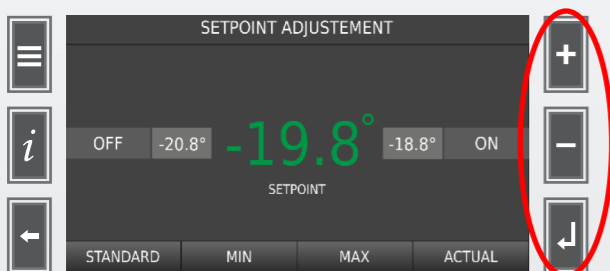 SETPOINT ADJUSTEMENT
OFF -20.8° -19.8° -18.8° ON
SETPOINT
STANDARD MIN MAX ACTUAL
i
+
−